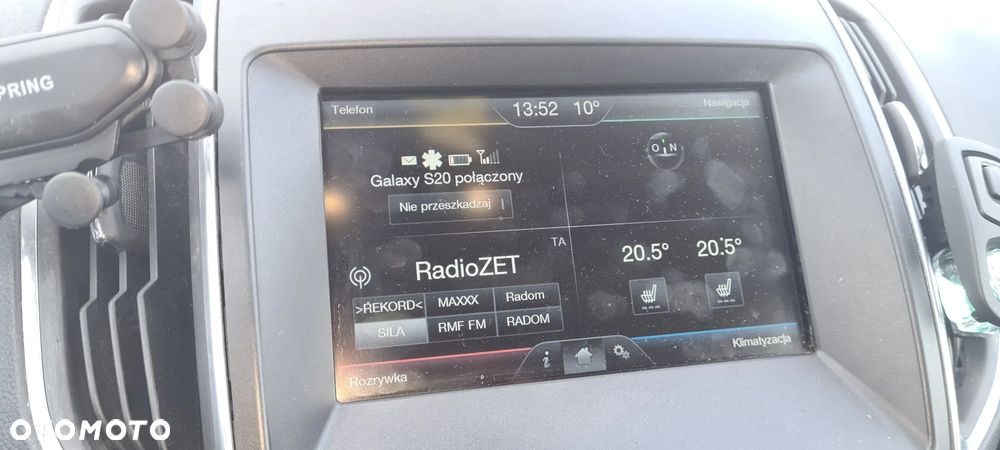 PRING
Telefon
13:52 10°
Nawigacja
Galaxy S20 połączony
Nie przeszkadzaj
O N
TA
RadioZET
>REKORD<
MAXXX
Radom
SILA
RMF FM
RADOM
20.5° 20.5°
Rozrywka
Klimatyzacja
OTOMOTO